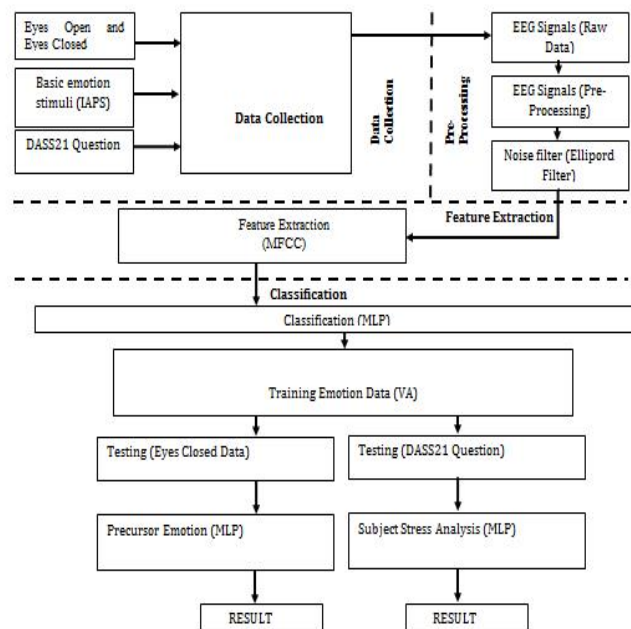 Eyes Open and
Eyes Closed
Basic emotion
stimuli (IAPS)
DASS21 Question
Data Collection
Data
Collection
Pre-
Processing
EEG Signals (Raw
Data)
EEG Signals (Pre-
Processing)
Noise filter (Ellipord
Filter)
Feature Extraction
Feature Extraction
(MFCC)
Classification
Classification (MLP)
Training Emotion Data (VA)
Testing (Eyes Closed Data)
Testing (DASS21 Question)
Precursor Emotion (MLP)
Subject Stress Analysis (MLP)
RESULT
RESULT